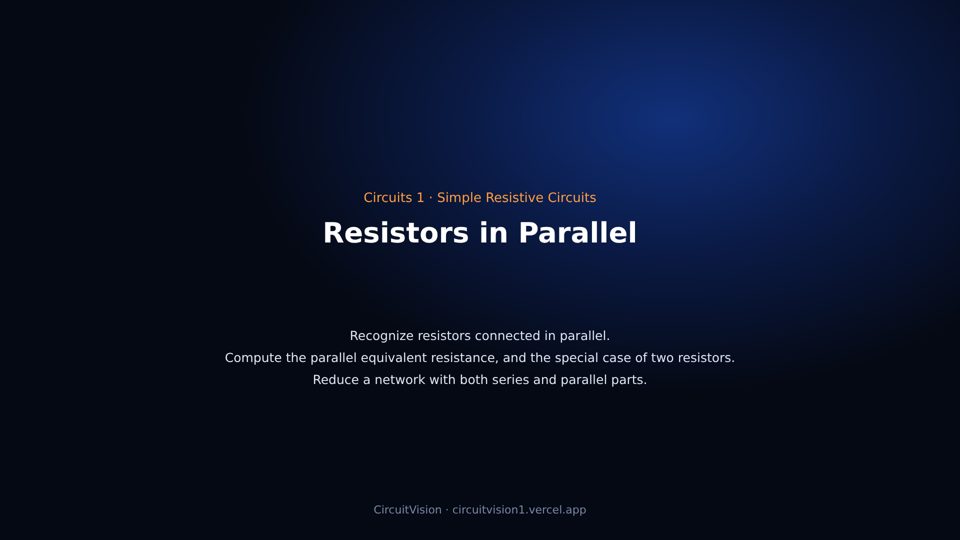 Circuits 1 · Simple Resistive Circuits
Resistors in Parallel
Recognize resistors connected in parallel.
Compute the parallel equivalent resistance, and the special case of two resistors.
Reduce a network with both series and parallel parts.
CircuitVision · circuitvision1.vercel.app